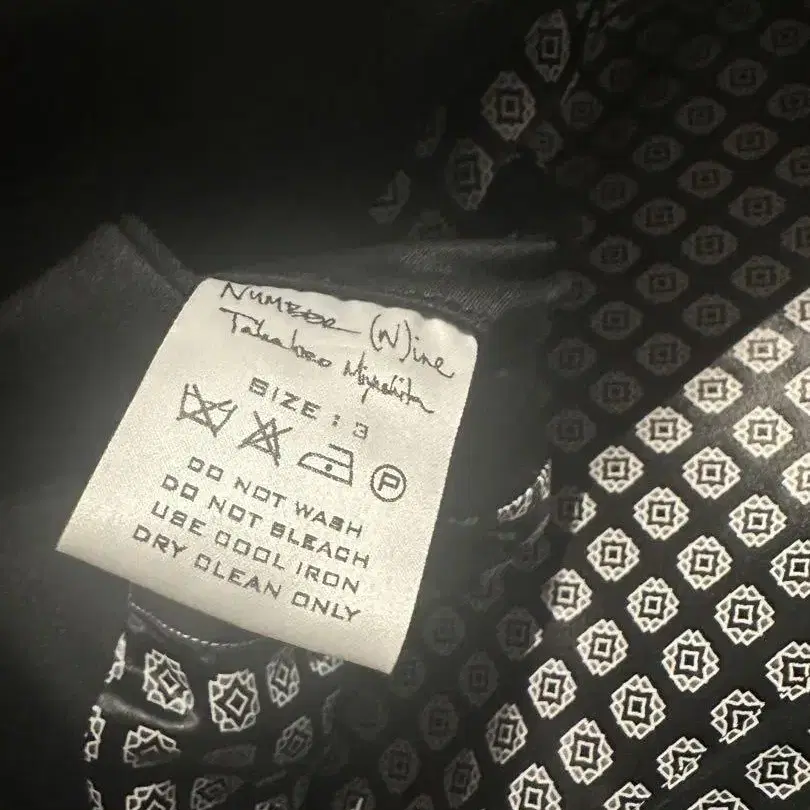 NUMBER (N)ine
Takahiro Miyashita
SIZE : 3
P
DO NOT WASH
DO NOT BLEACH
USE COOL IRON
DRY CLEAN ONLY